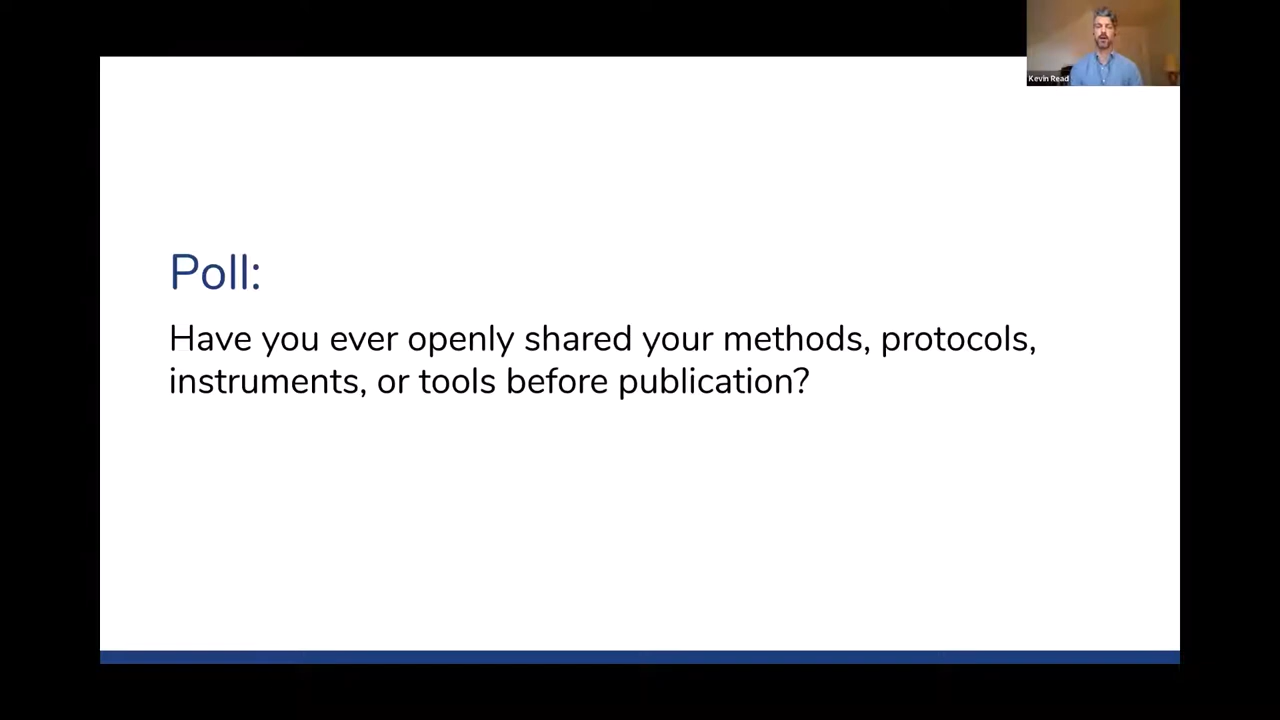 Kevin Read
Poll:
Have you ever openly shared your methods, protocols,
instruments, or tools before publication?